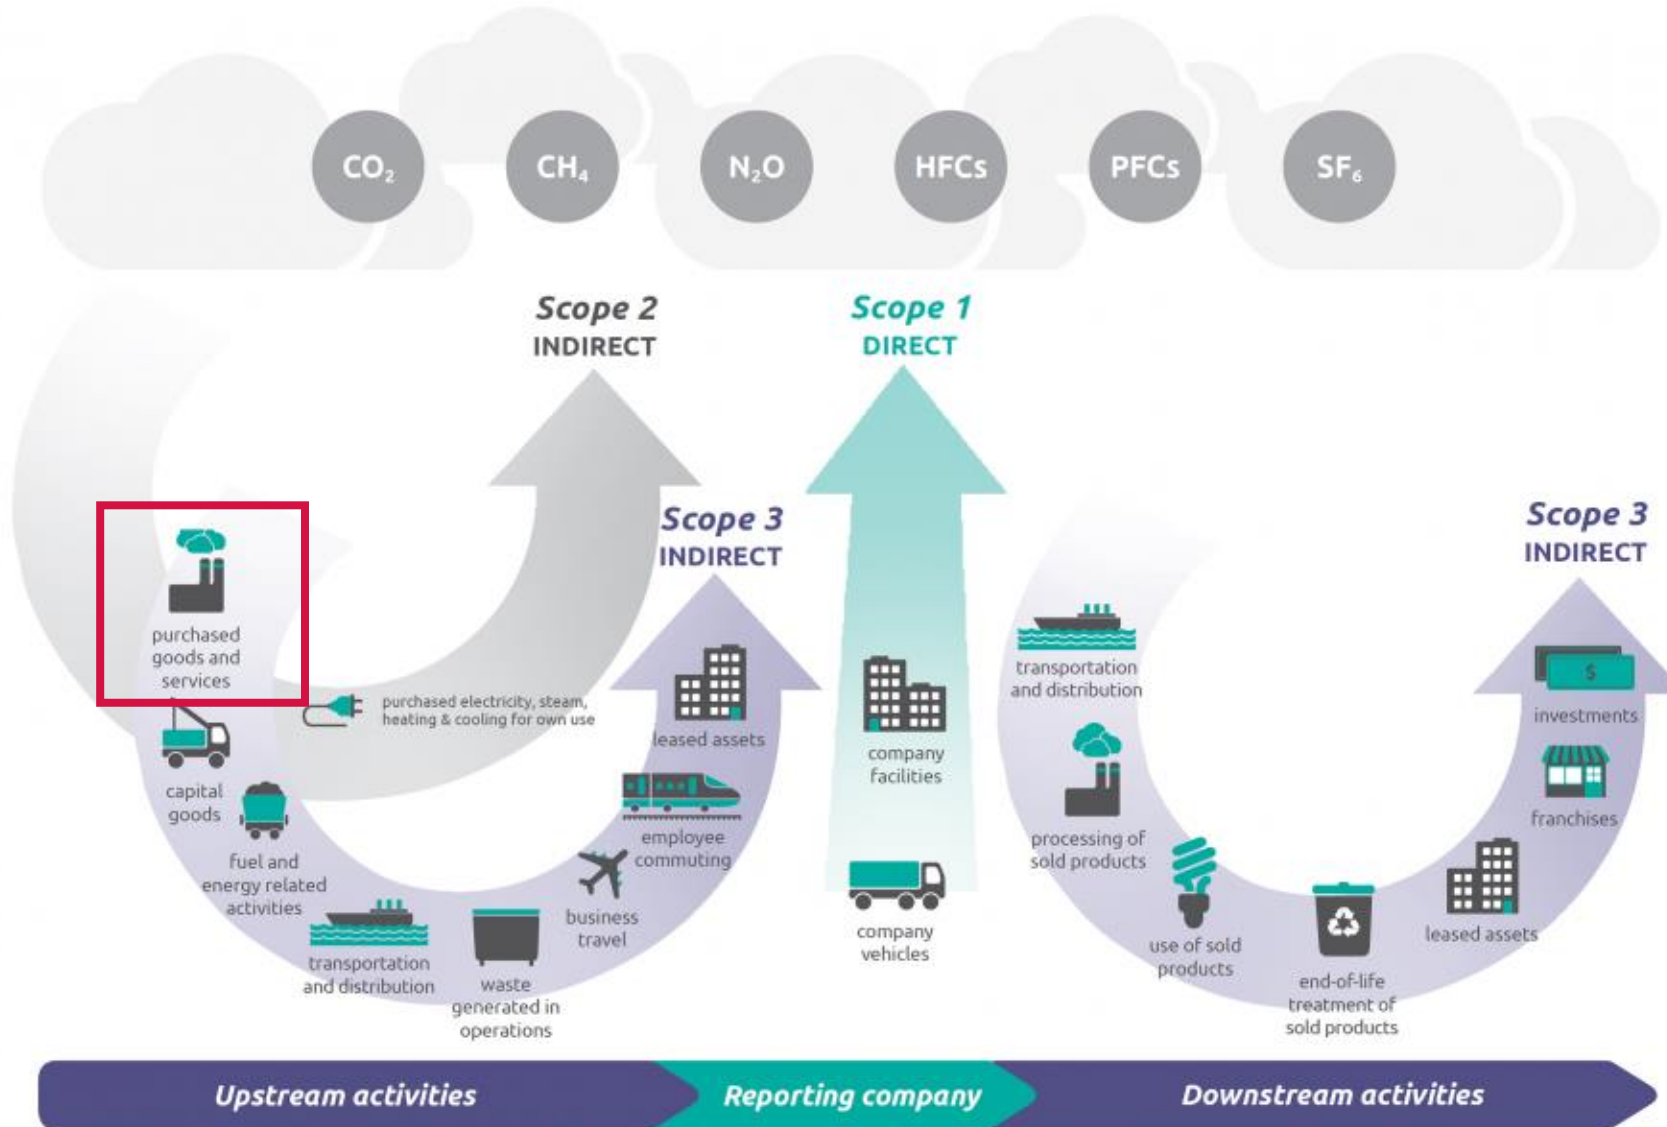 CO₂
CH₄
N₂O
HFCs
PFCs
SF₆
Scope 2
INDIRECT
Scope 1
DIRECT
Scope 3
INDIRECT
Scope 3
INDIRECT
purchased
goods and
services
capital
goods
fuel and
energy related
activities
transportation
and distribution
waste
generated in
operations
business
travel
employee
commuting
leased assets
purchased electricity, steam,
heating & cooling for own use
company
facilities
company
vehicles
transportation
and distribution
processing of
sold products
use of sold
products
end-of-life
treatment of
sold products
leased assets
franchises
$
investments
Upstream activities
Reporting company
Downstream activities